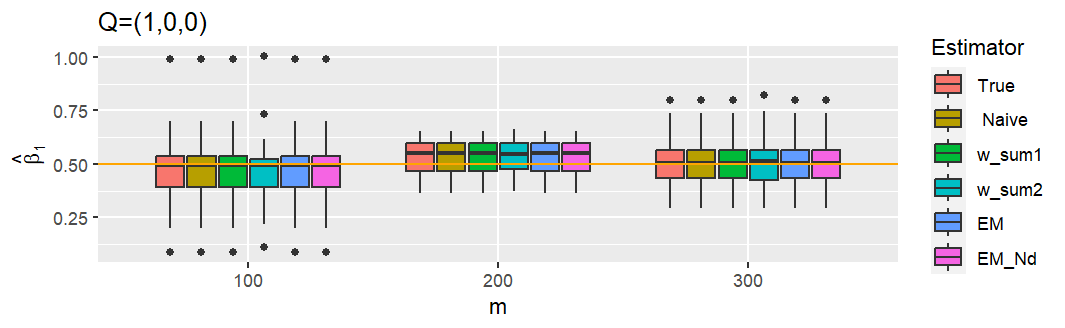 Q=(1,0,0)
1.00
0.75
0.50
0.25
β̂₁
100 200 300
m
Estimator
True
Naive
w_sum1
w_sum2
EM
EM_Nd